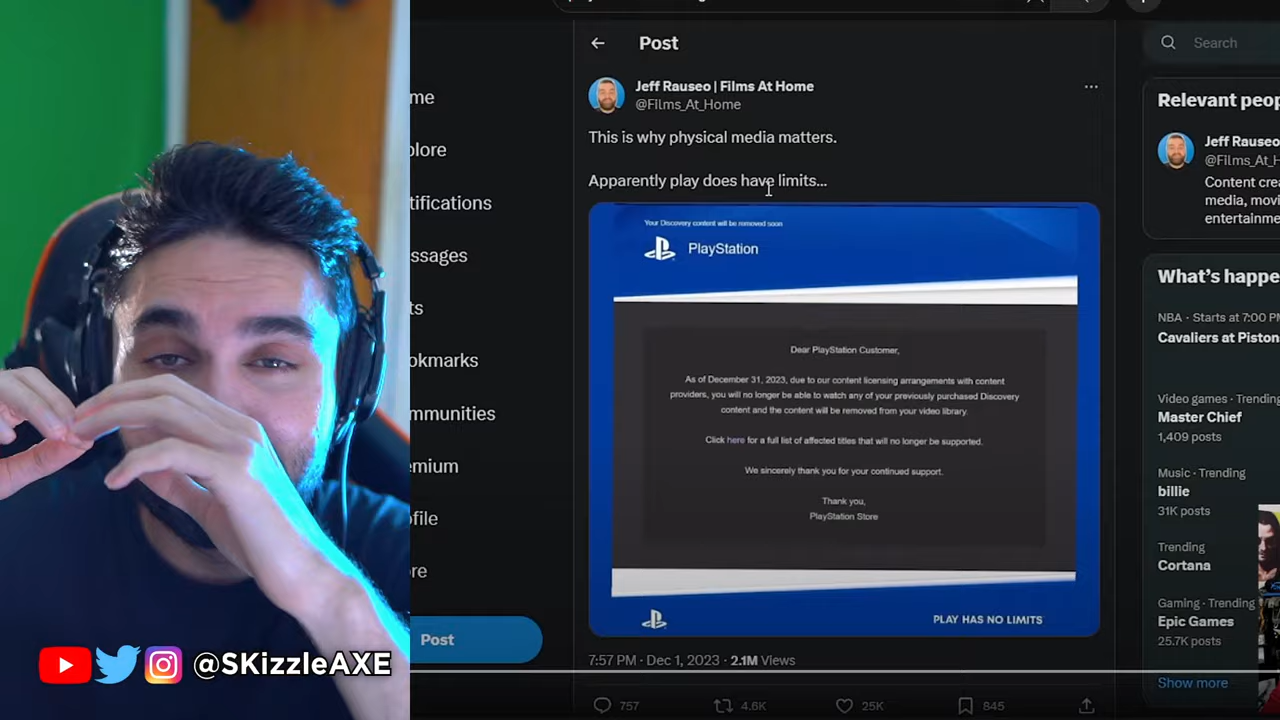 Post
Search
Jeff Rauseo | Films At Home
@Films_At_Home
This is why physical media matters.
Apparently play does have limits...
Your Discovery content will be removed soon
PlayStation
Dear PlayStation Customer,
As of December 31, 2023, due to our content licensing arrangements with content
providers, you will no longer be able to watch any of your previously purchased Discovery
content and the content will be removed from your video library.
Click here for a full list of affected titles that will no longer be supported.
We sincerely thank you for your continued support.
Thank you,
PlayStation Store
PLAY HAS NO LIMITS
7:57 PM · Dec 1, 2023 · 2.1M Views
757 4.6K 25K 845
me
olore
tifications
ssages
ts
okmarks
mmunities
emium
ofile
ore
Post
Relevant peop
Jeff Rauseo
@Films_At_H
Content crea
media, movi
entertainme
What's happe
NBA · Starts at 7:00 PM
Cavaliers at Piston
Video games · Trending
Master Chief
1,409 posts
Music · Trending
billie
31K posts
Trending
Cortana
Gaming · Trending
Epic Games
25.7K posts
Show more
@SKizzleAXE